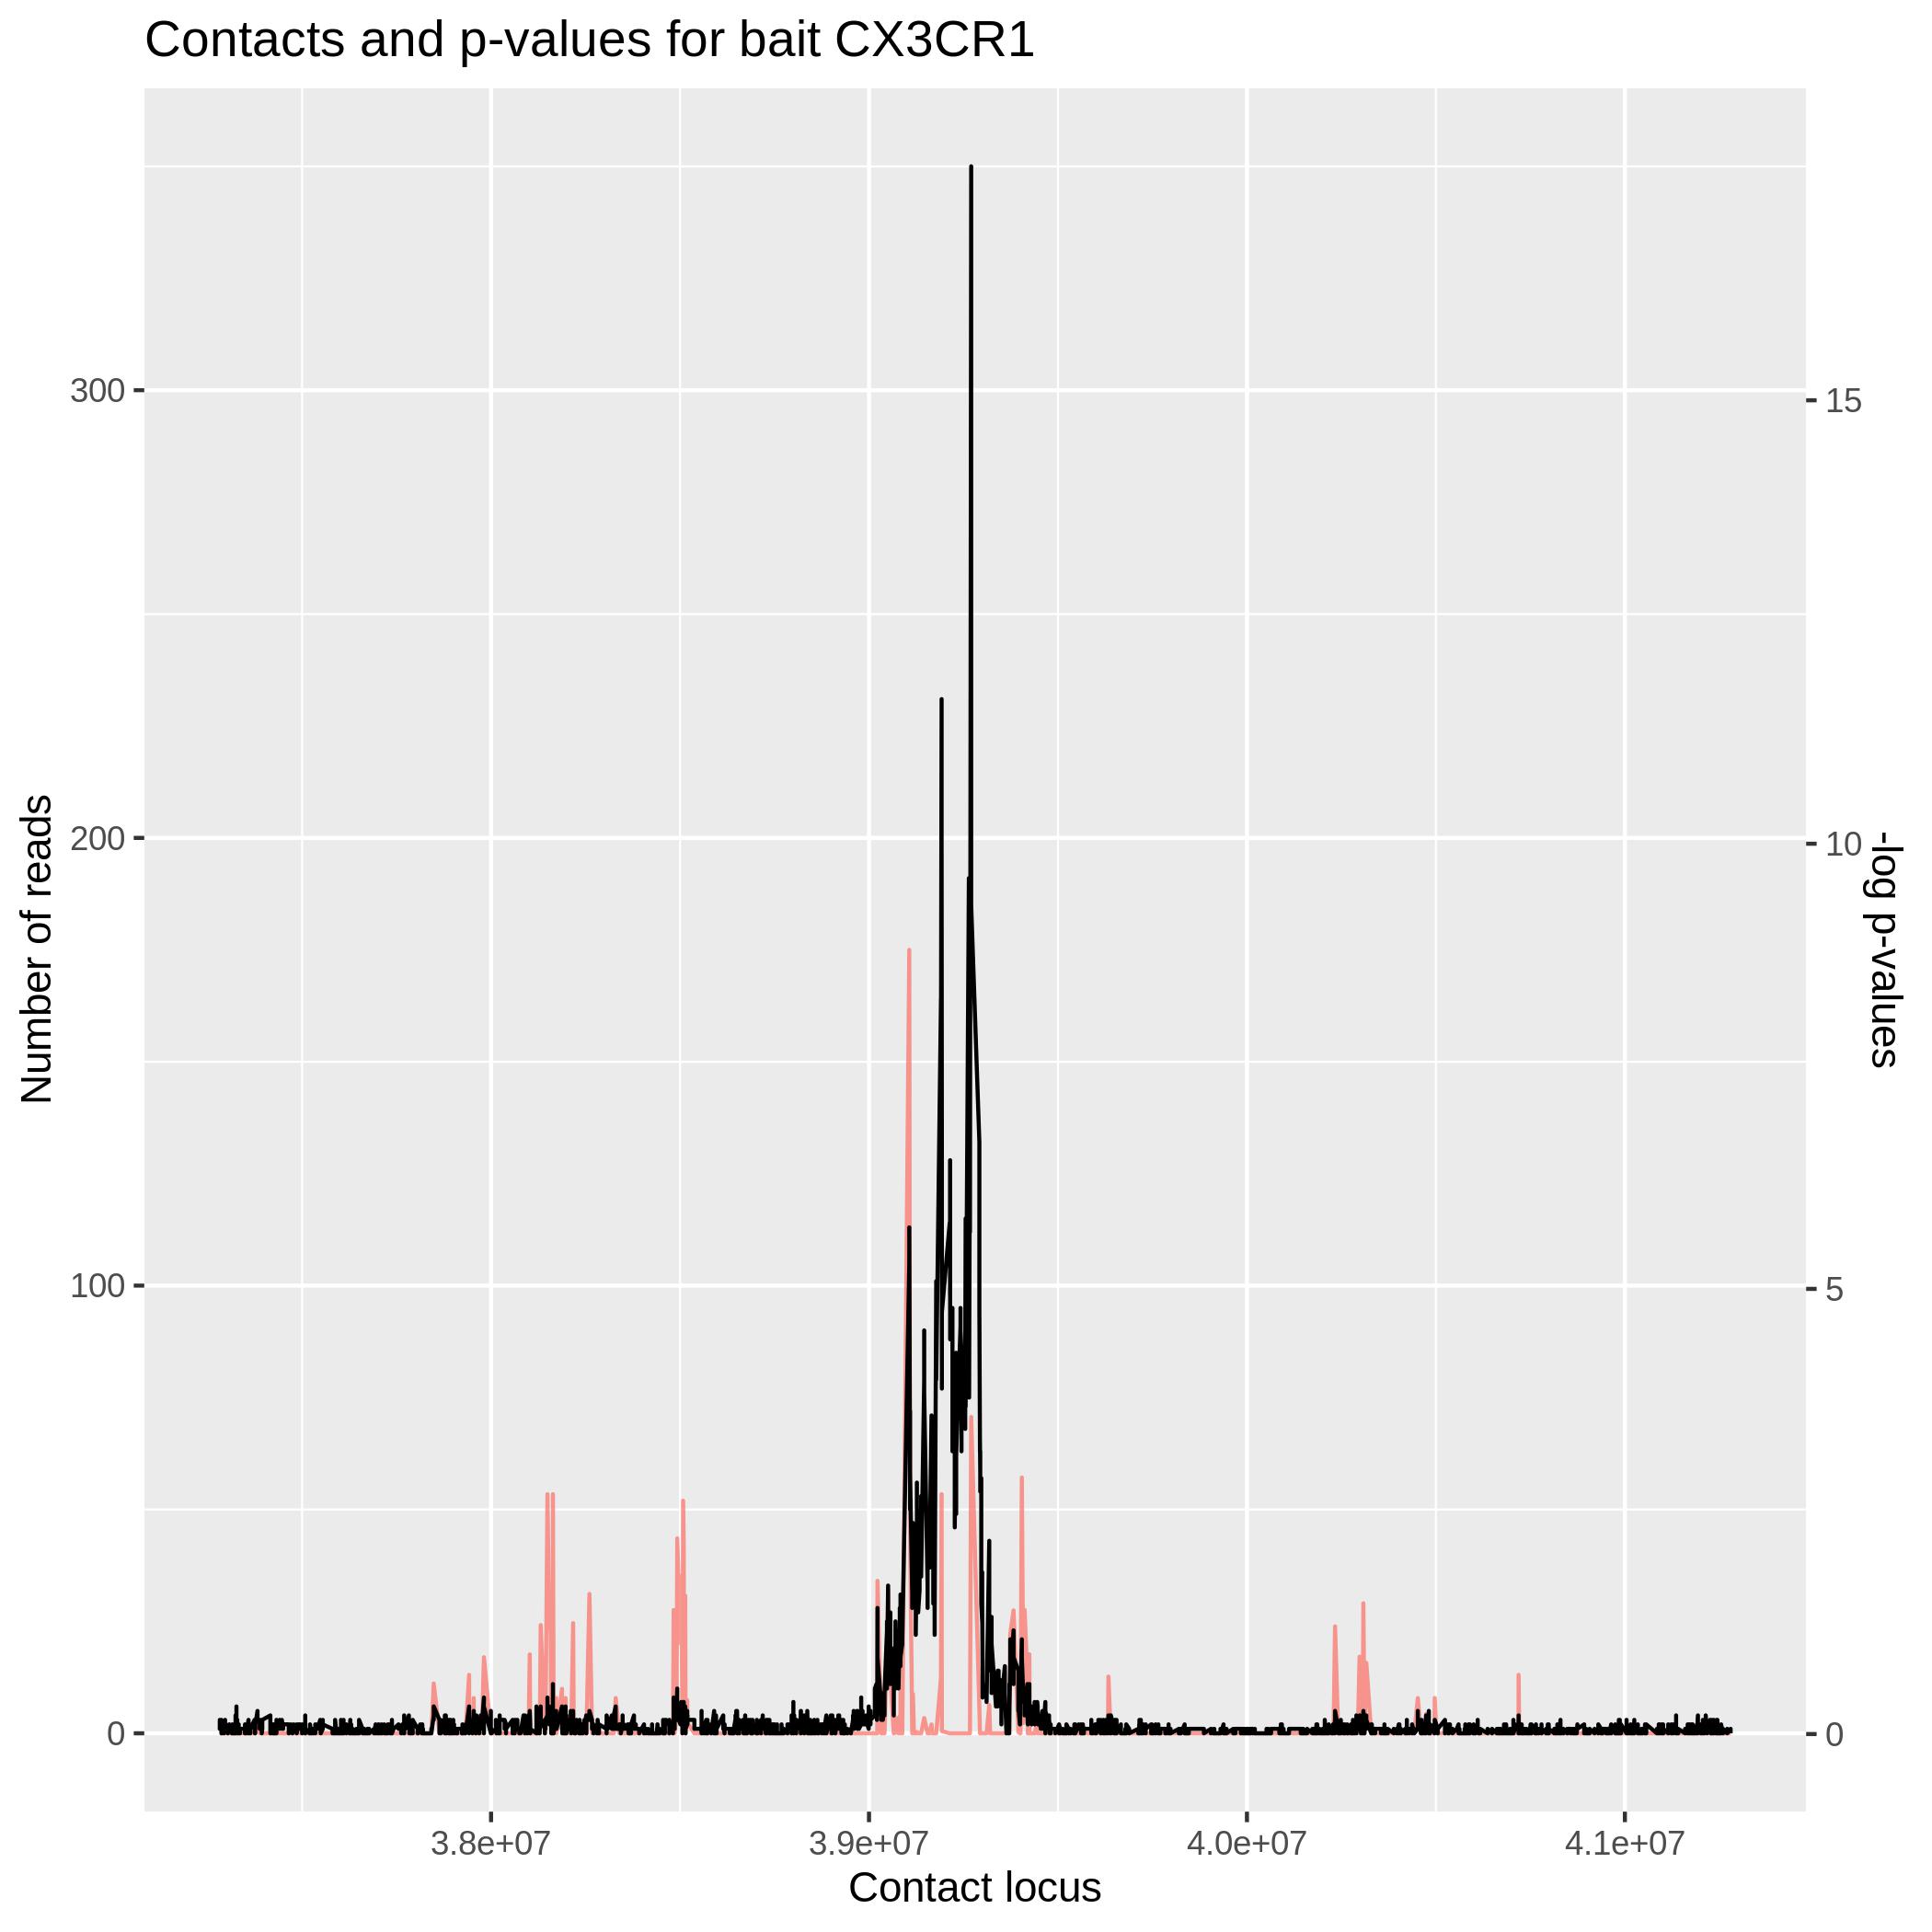 Contacts and p-values for bait CX3CR1
300
200
100
0
Number of reads
15
10
5
0
-log p-values
3.8e+07
3.9e+07
4.0e+07
4.1e+07
Contact locus